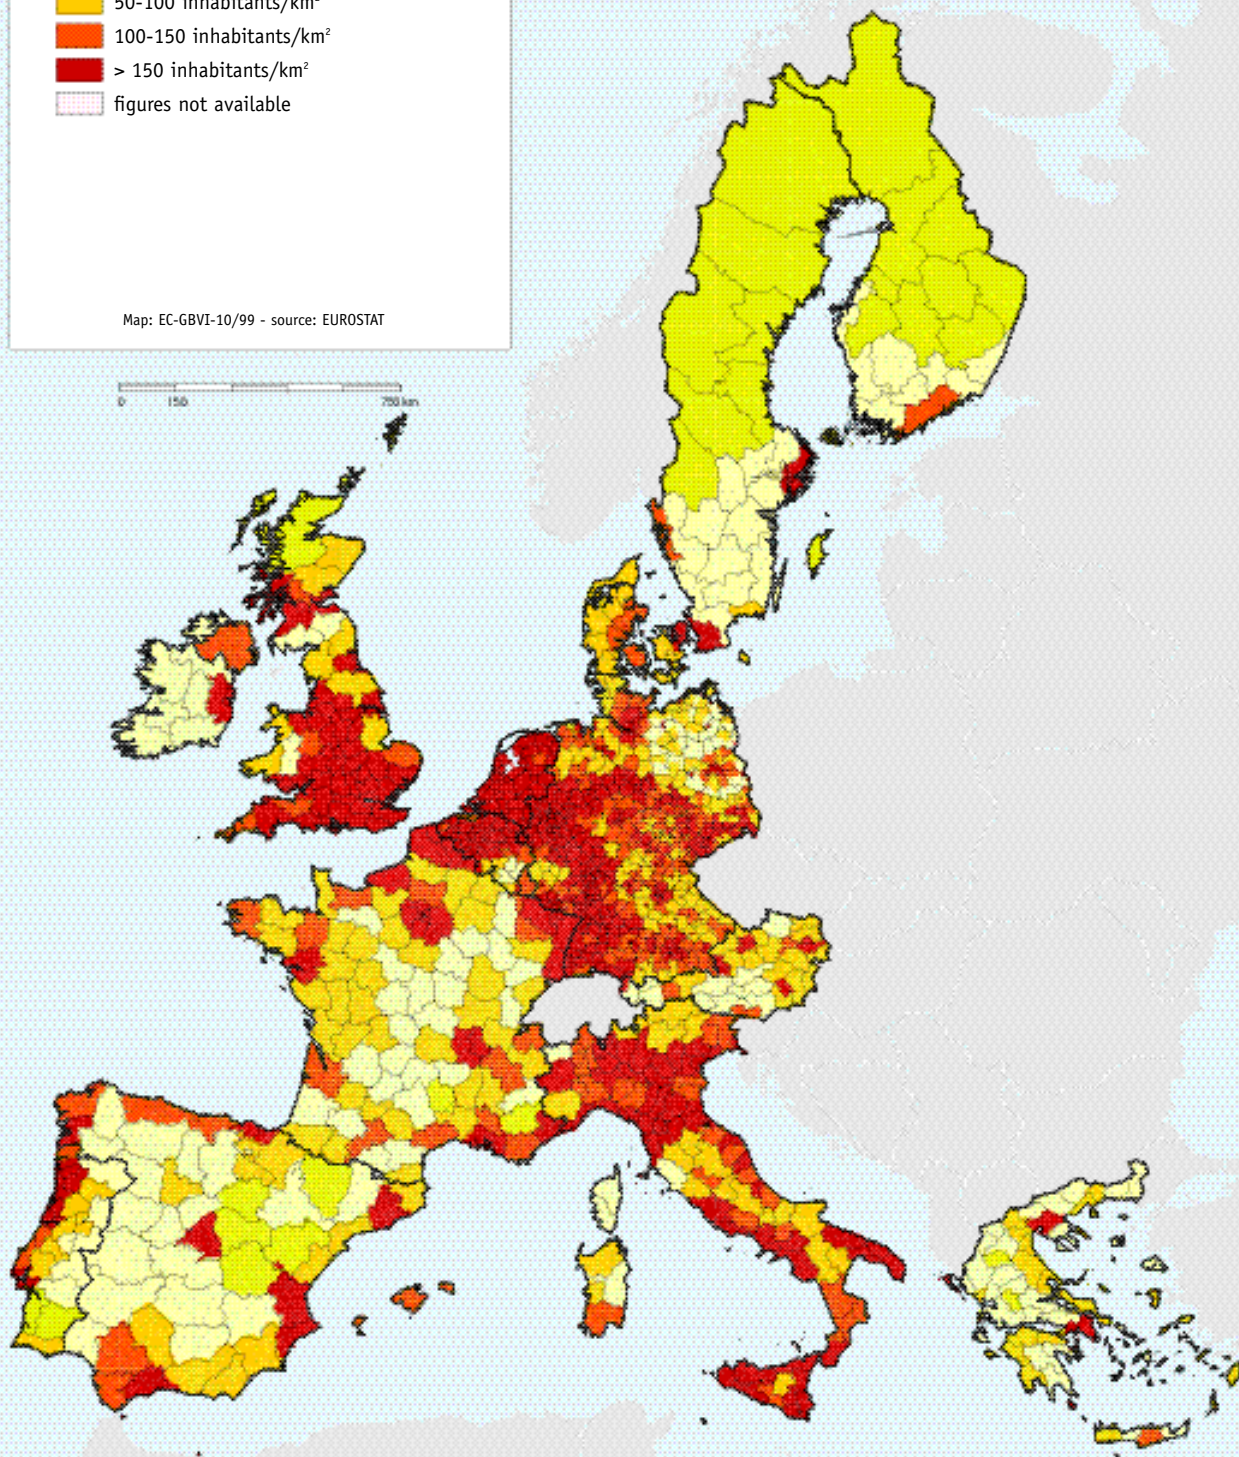 50-100 inhabitants/km²
100-150 inhabitants/km²
> 150 inhabitants/km²
figures not available
Map: EC-GBVI-10/99 - source: EUROSTAT
0 150 750 km